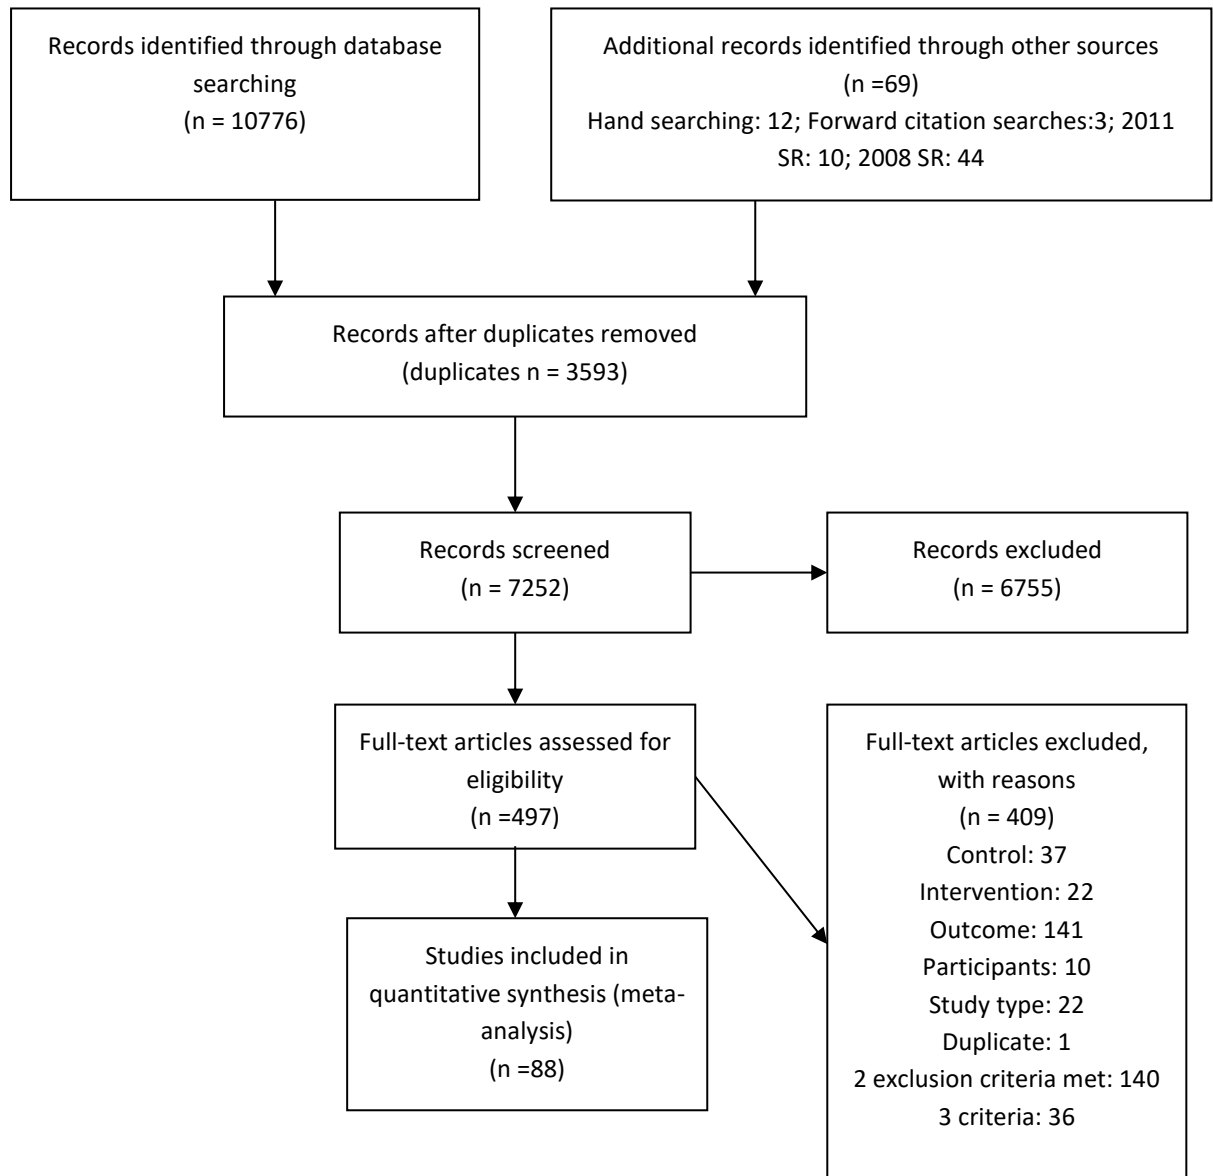 Records identified through database
searching
(n = 10776)
Additional records identified through other sources
(n =69)
Hand searching: 12; Forward citation searches:3; 2011
SR: 10; 2008 SR: 44
Records after duplicates removed
(duplicates n = 3593)
Records screened
(n = 7252)
Records excluded
(n = 6755)
Full-text articles assessed for
eligibility
(n =497)
Full-text articles excluded,
with reasons
(n = 409)
Control: 37
Intervention: 22
Outcome: 141
Participants: 10
Study type: 22
Duplicate: 1
2 exclusion criteria met: 140
3 criteria: 36
Studies included in
quantitative synthesis (meta-
analysis)
(n =88)